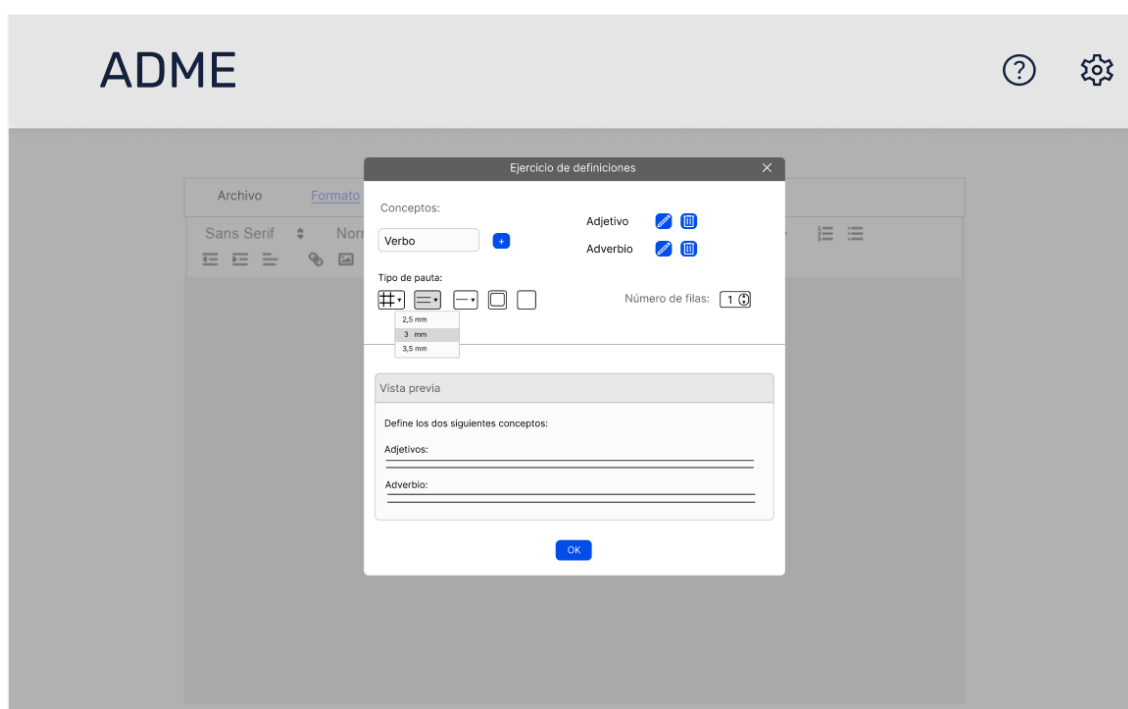 ADME
Ejercicio de definiciones
Archivo Formato
Sans Serif
Conceptos:
Verbo
+
Adjetivo
Adverbio
Tipo de pauta:
Número de filas: 1
2,5 mm
3 mm
3,5 mm
Vista previa
Define los dos siguientes conceptos:
Adjetivos:
Adverbio:
OK